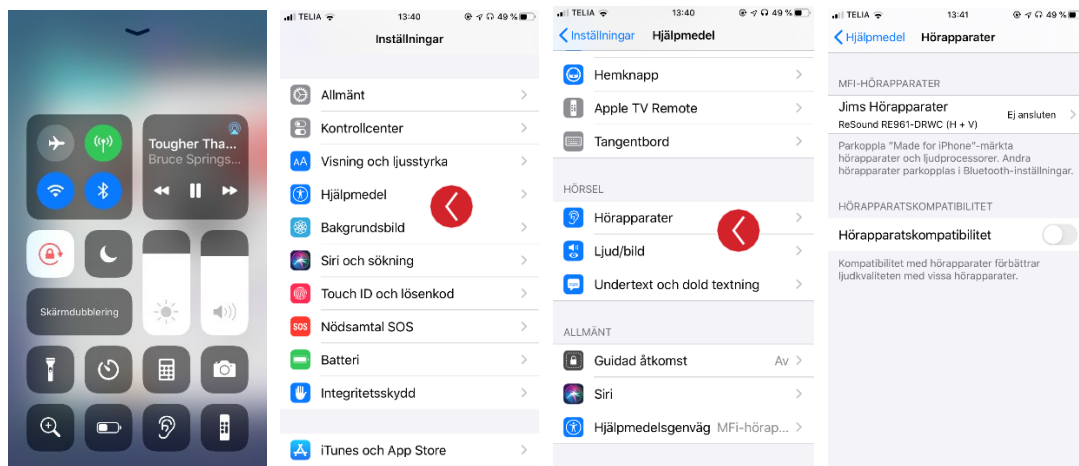 Tougher Tha...
Bruce Springs...
Skärmdubblering
TELIA 13:40 49 %
Inställningar
Allmänt
Kontrollcenter
AA Visning och ljusstyrka
Hjälpmedel
Bakgrundsbild
Siri och sökning
Touch ID och lösenkod
SOS Nödsamtal SOS
Batteri
Integritetsskydd
iTunes och App Store
TELIA 13:40 49 %
Inställningar Hjälpmedel
Hemknapp
Apple TV Remote
Tangentbord
HÖRSEL
Hörapparater
Ljud/bild
Undertext och dold textning
ALLMÄNT
Guidad åtkomst Av
Siri
Hjälpmedelsgenväg MFi-hörap...
TELIA 13:41 49 %
Hjälpmedel Hörapparater
MFI-HÖRAPPARATER
Jims Hörapparater Ej ansluten
ReSound RE961-DRWC (H + V)
Parkoppla "Made for iPhone"-märkta
hörapparater och ljudprocessorer. Andra
hörapparater parkopplas i Bluetooth-inställningar.
HÖRAPPARATSKOMPATIBILITET
Hörapparatskompatibilitet
Kompatibilitet med hörapparater förbättrar
ljudkvaliteten med vissa hörapparater.